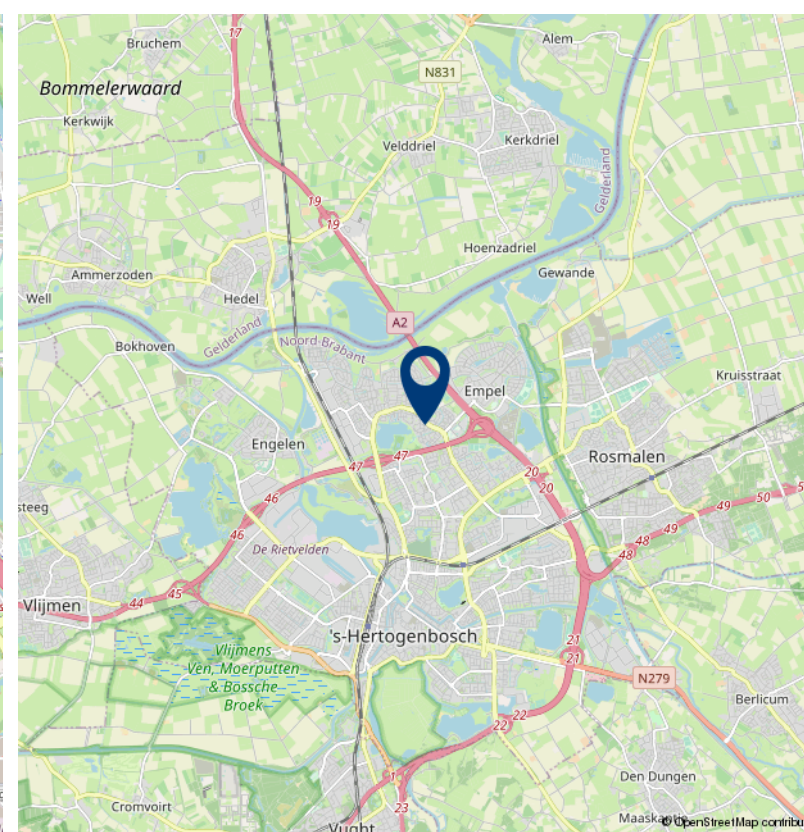 17
Bruchem
Alem
N831
Bommelerwaard
Kerkwijk
Velddriel
Kerkdriel
Gelderland
19
19
Hoenzadriel
Ammerzoden
Gewande
Well
Hedel
A2
Gelderland
Noord-Brabant
Bokhoven
Kruisstraat
Empel
Engelen
Rosmalen
47
47
47
20
20
46
46
49
50
5
49
48
48
steeg
De Rietvelden
45
44
Vlijmen
's-Hertogenbosch
21
21
Vlijmens
Ven, Moerputten
& Bossche
Broek
N279
Berlicum
22
22
1
23
Den Dungen
Cromvoirt
Maaskantje
Vught
© OpenStreetMap contribu